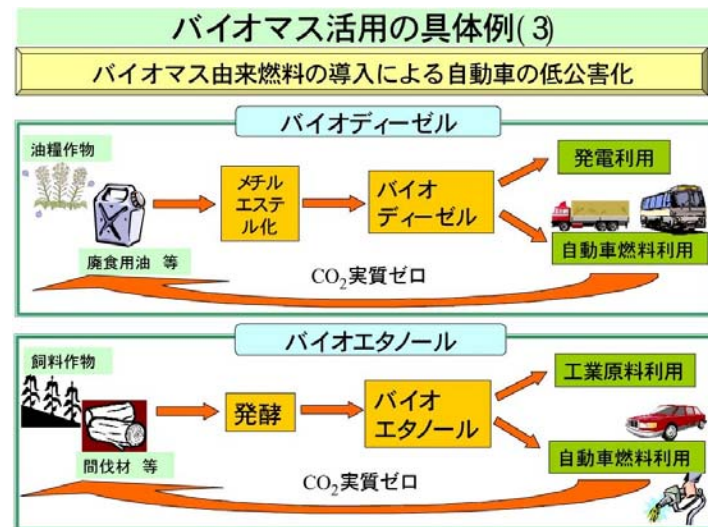 バイオマス活用の具体例(3)
バイオマス由来燃料の導入による自動車の低公害化
バイオディーゼル
油糧作物
廃食用油 等
メチル
エステ
ル化
バイオ
ディーゼル
発電利用
自動車燃料利用
CO₂実質ゼロ
バイオエタノール
飼料作物
間伐材 等
発酵
バイオ
エタノール
工業原料利用
自動車燃料利用
CO₂実質ゼロ